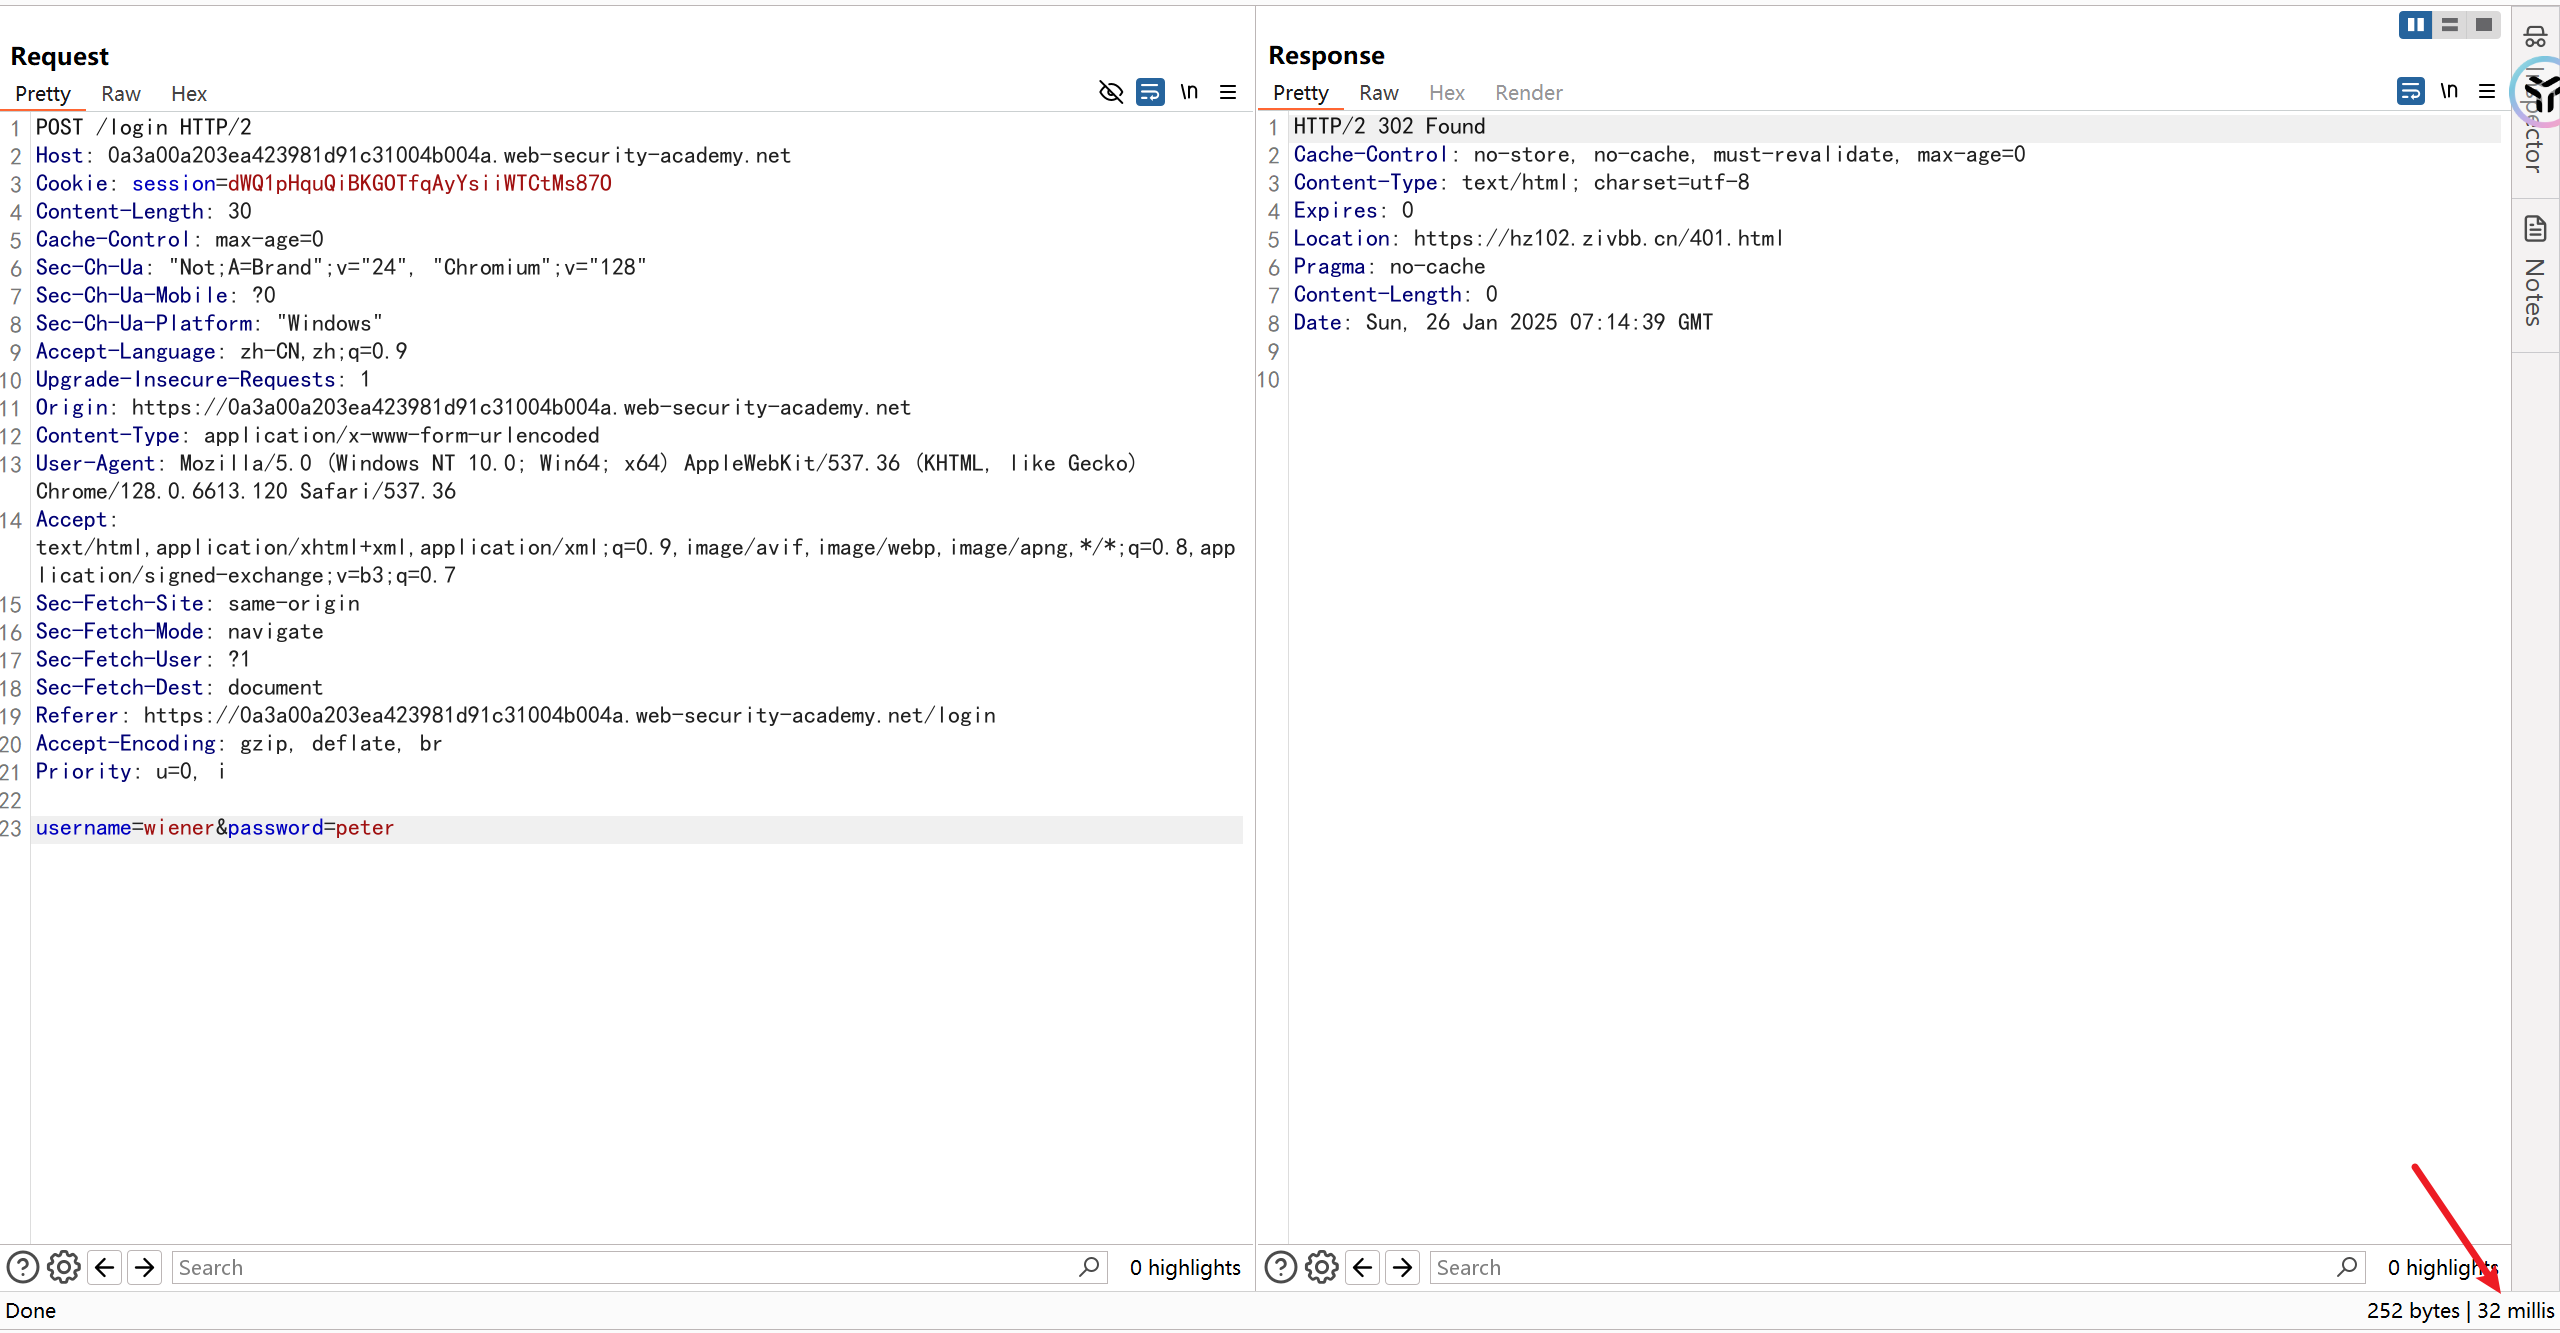 Request
Pretty Raw Hex
\n
1 POST /login HTTP/2
2 Host: 0a3a00a203ea423981d91c31004b004a.web-security-academy.net
3 Cookie: session=dWQ1pHquQiBKGOTfqAyYsiiWTCtMs87O
4 Content-Length: 30
5 Cache-Control: max-age=0
6 Sec-Ch-Ua: "Not;A=Brand";v="24", "Chromium";v="128"
7 Sec-Ch-Ua-Mobile: ?0
8 Sec-Ch-Ua-Platform: "Windows"
9 Accept-Language: zh-CN,zh;q=0.9
10 Upgrade-Insecure-Requests: 1
11 Origin: https://0a3a00a203ea423981d91c31004b004a.web-security-academy.net
12 Content-Type: application/x-www-form-urlencoded
13 User-Agent: Mozilla/5.0 (Windows NT 10.0; Win64; x64) AppleWebKit/537.36 (KHTML, like Gecko)
Chrome/128.0.6613.120 Safari/537.36
14 Accept:
text/html,application/xhtml+xml,application/xml;q=0.9,image/avif,image/webp,image/apng,*/*;q=0.8,app
lication/signed-exchange;v=b3;q=0.7
15 Sec-Fetch-Site: same-origin
16 Sec-Fetch-Mode: navigate
17 Sec-Fetch-User: ?1
18 Sec-Fetch-Dest: document
19 Referer: https://0a3a00a203ea423981d91c31004b004a.web-security-academy.net/login
20 Accept-Encoding: gzip, deflate, br
21 Priority: u=0, i
22
23 username=wiener&password=peter
Search
0 highlights
Response
Pretty Raw Hex Render
\n
1 HTTP/2 302 Found
2 Cache-Control: no-store, no-cache, must-revalidate, max-age=0
3 Content-Type: text/html; charset=utf-8
4 Expires: 0
5 Location: https://hz102.zivbb.cn/401.html
6 Pragma: no-cache
7 Content-Length: 0
8 Date: Sun, 26 Jan 2025 07:14:39 GMT
9
10
Search
0 highlights
Inspector
Notes
Done
252 bytes | 32 millis